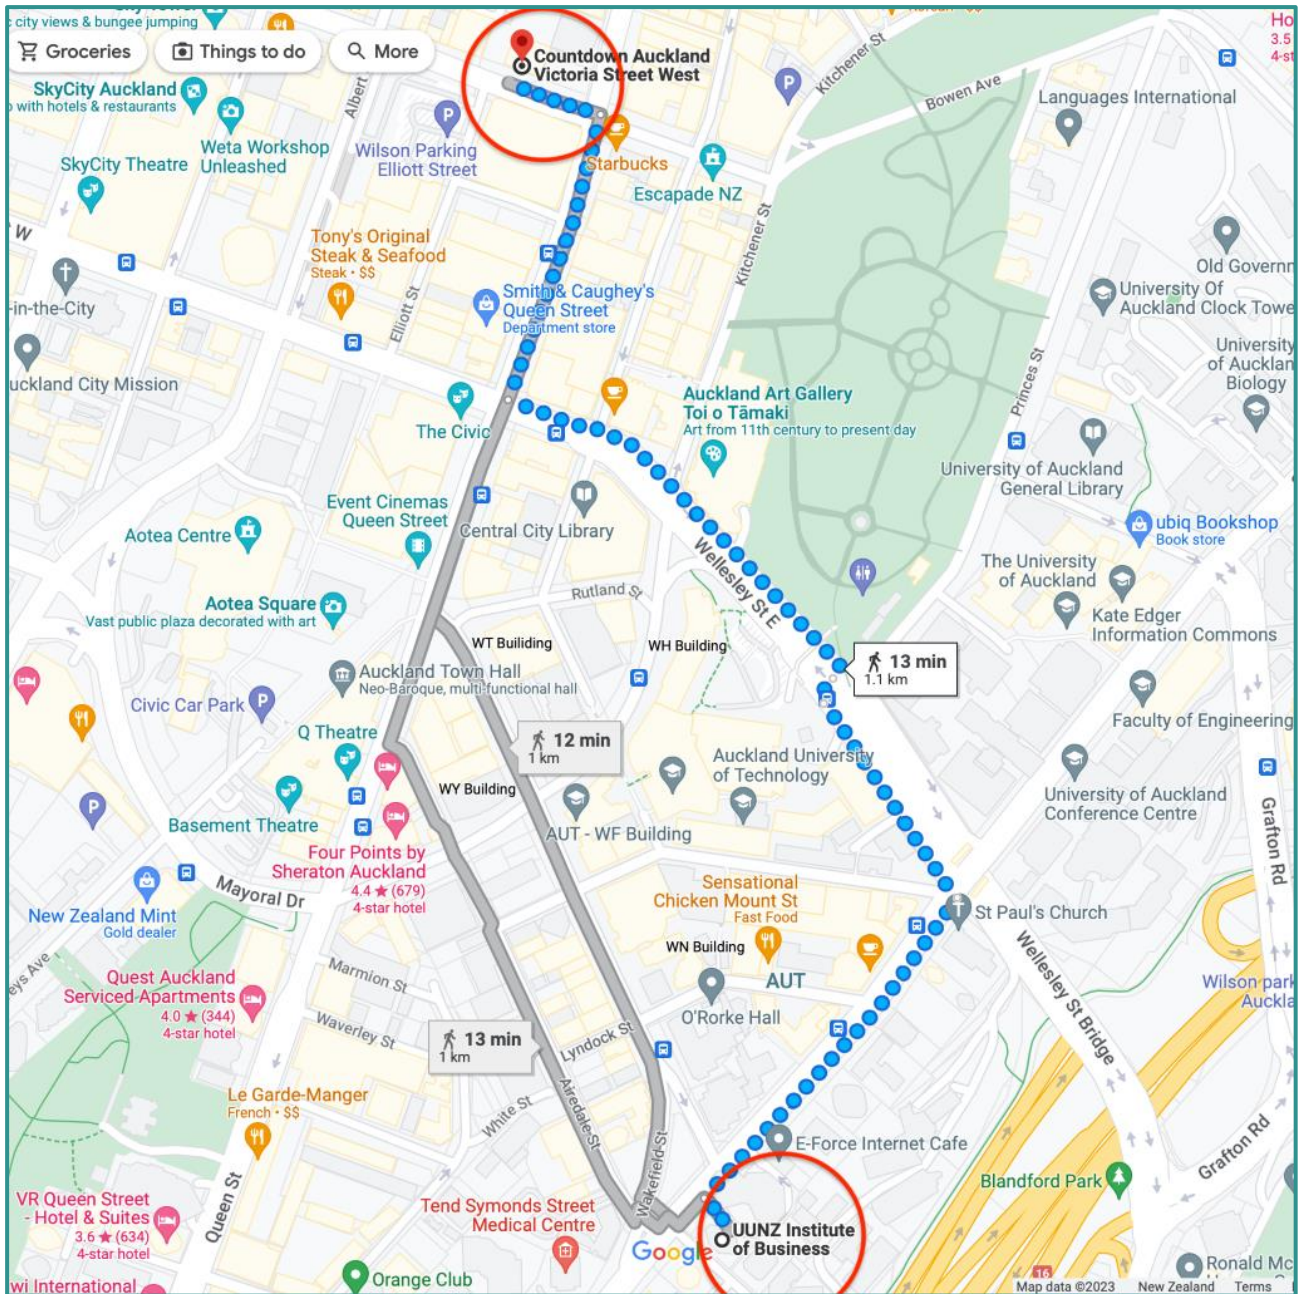 city views & bungee jumping
Groceries
Things to do
More
Countdown Auckland
Victoria Street West
Kitchener St
Bowen Ave
Ho
3.5
4-st
SkyCity Auckland
with hotels & restaurants
Albert
Languages International
Weta Workshop
Unleashed
Wilson Parking
Elliott Street
Starbucks
SkyCity Theatre
Escapade NZ
W
Tony's Original
Steak & Seafood
Steak • $$
Kitchener St
Old Governm
-in-the-City
Elliott St
Smith & Caughey's
Queen Street
Department store
University Of
Auckland Clock Towe
University
of Aucklan
Biology
uckland City Mission
Princes St
Auckland Art Gallery
Toi o Tāmaki
Art from 11th century to present day
The Civic
University of Auckland
General Library
Event Cinemas
Queen Street
Central City Library
Aotea Centre
ubiq Bookshop
Book store
Wellesley St E
The University
of Auckland
Rutland St
Aotea Square
Vast public plaza decorated with art
Kate Edger
Information Commons
WT Builiding
WH Building
13 min
1.1 km
Auckland Town Hall
Neo-Baroque, multi-functional hall
Civic Car Park
Faculty of Engineering
Q Theatre
12 min
1 km
Auckland University
of Technology
WY Building
University of Auckland
Conference Centre
Basement Theatre
AUT - WF Building
Grafton Rd
Four Points by
Sheraton Auckland
4.4 ★ (679)
4-star hotel
Mayoral Dr
Sensational
Chicken Mount St
Fast Food
New Zealand Mint
Gold dealer
St Paul's Church
WN Building
AUT
Wellesley St Bridge
eys Ave
Marmion St
Quest Auckland
Serviced Apartments
4.0 ★ (344)
4-star hotel
Wilson park
Auckla
O'Rorke Hall
Waverley St
13 min
1 km
Lyndock St
Airedale St
Le Garde-Manger
French • $$
White St
E-Force Internet Cafe
Grafton Rd
Wakefield St
Blandford Park
VR Queen Street
- Hotel & Suites
3.6 ★ (634)
4-star hotel
Queen St
Tend Symonds Street
Medical Centre
UUNZ Institute
of Business
Google
Orange Club
wi International
16
Ronald Mc
Map data ©2023
New Zealand
Terms